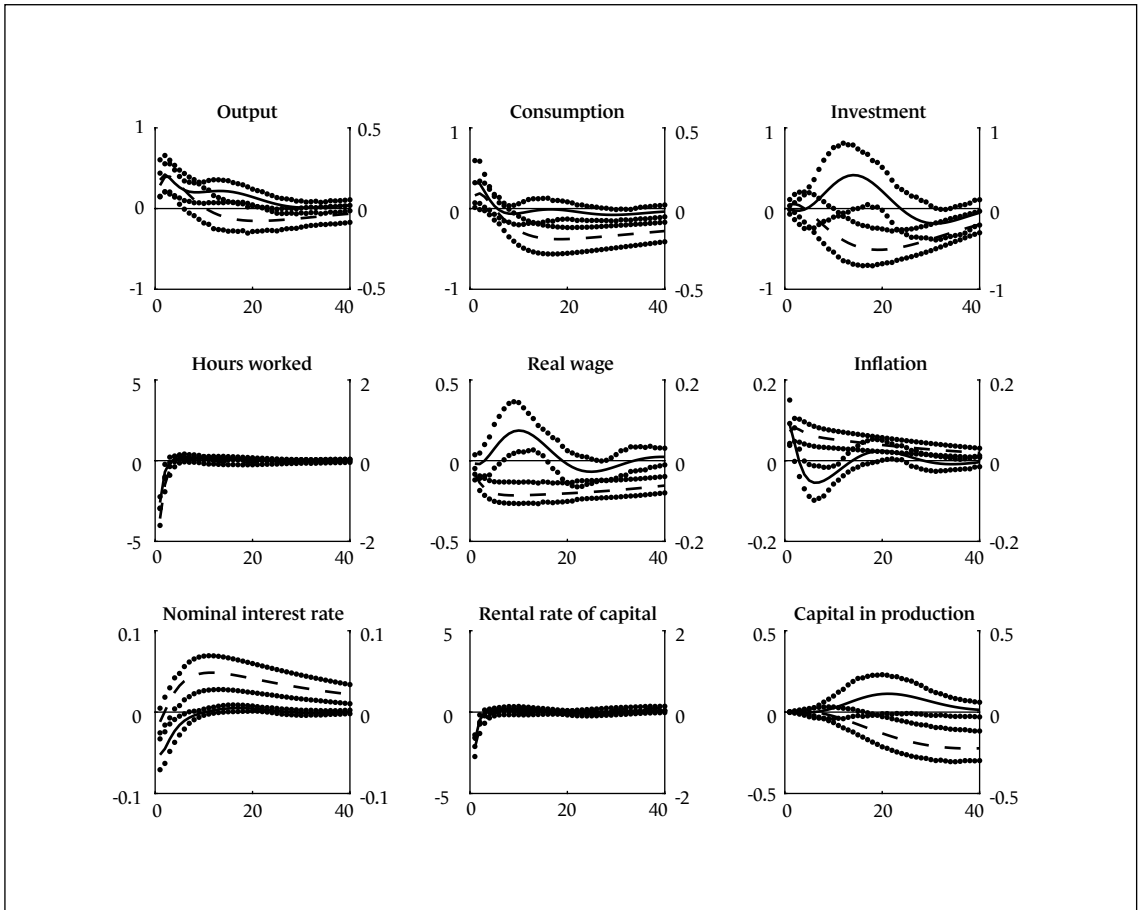 Output
Consumption
Investment
1 0.5
0 0
-1 -0.5
0 20 40
1 0.5
0 0
-1 -0.5
0 20 40
1 1
0 0
-1 -1
0 20 40
Hours worked
Real wage
Inflation
5 2
0 0
-5 -2
0 20 40
0.5 0.2
0 0
-0.5 -0.2
0 20 40
0.2 0.2
0 0
-0.2 -0.2
0 20 40
Nominal interest rate
Rental rate of capital
Capital in production
0.1 0.1
0 0
-0.1 -0.1
0 20 40
5 2
0 0
-5 -2
0 20 40
0.5 0.5
0 0
-0.5 -0.5
0 20 40